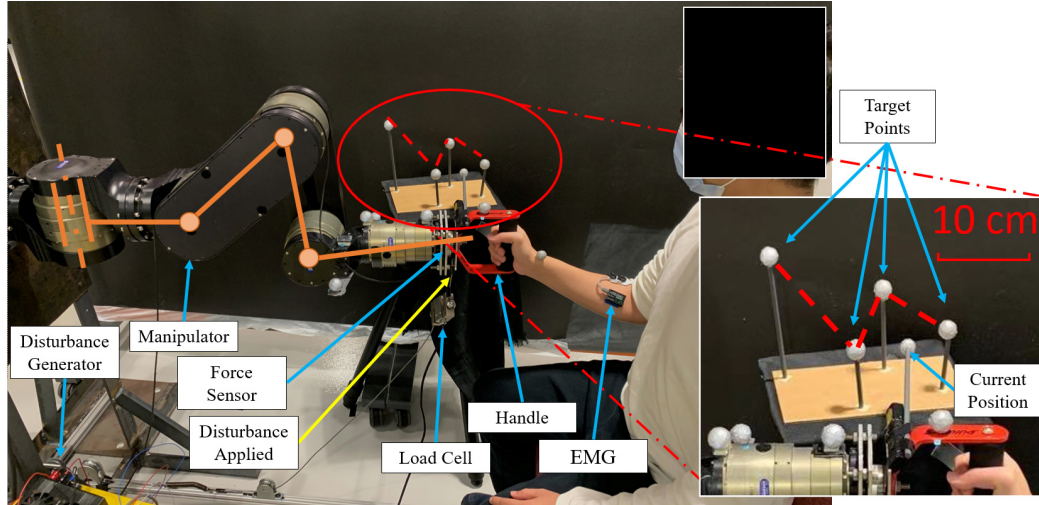 Target
Points
10 cm
Disturbance
Generator
Manipulator
Force
Sensor
Disturbance
Applied
Load Cell
Handle
EMG
Current
Position